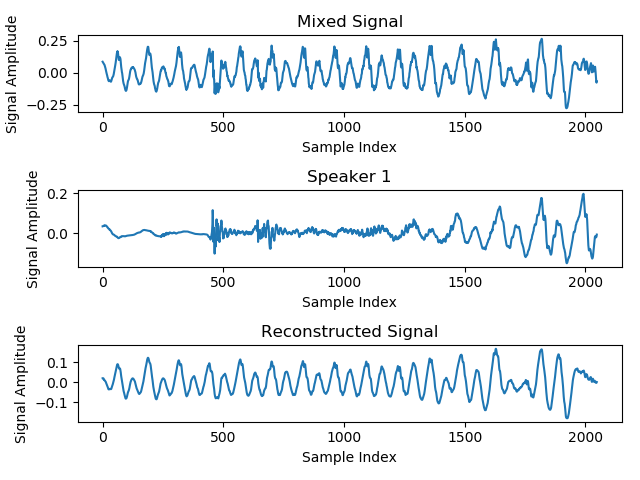 Mixed Signal
0.25
0.00
−0.25
Signal Amplitude
0 500 1000 1500 2000
Sample Index
Speaker 1
0.2
0.0
Signal Amplitude
0 500 1000 1500 2000
Sample Index
Reconstructed Signal
0.1
0.0
−0.1
Signal Amplitude
0 500 1000 1500 2000
Sample Index